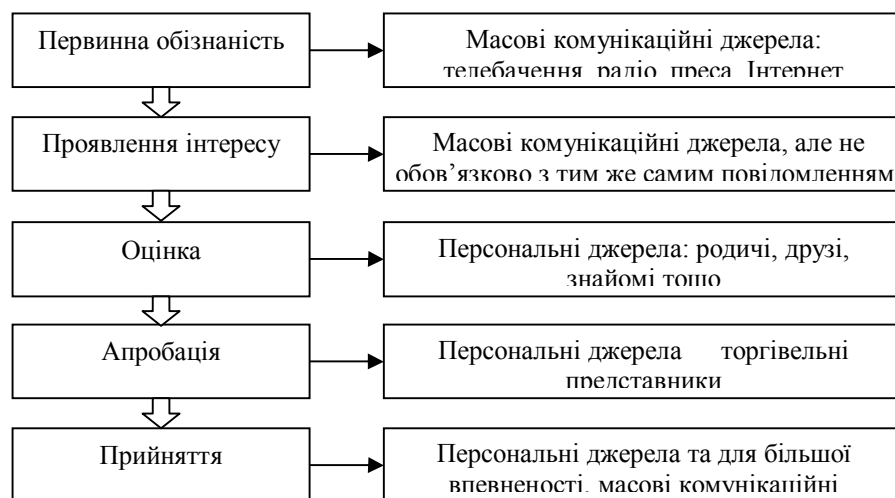 Первинна обізнаність
Масові комунікаційні джерела:
телебачення радіо преса Інтернет
Проявлення інтересу
Масові комунікаційні джерела, але не
обов’язково з тим же самим повідомленням
Оцінка
Персональні джерела: родичі, друзі,
знайомі тощо
Апробація
Персональні джерела торгівельні
представники
Прийняття
Персональні джерела та для більшої
впевненості, масові комунікаційні